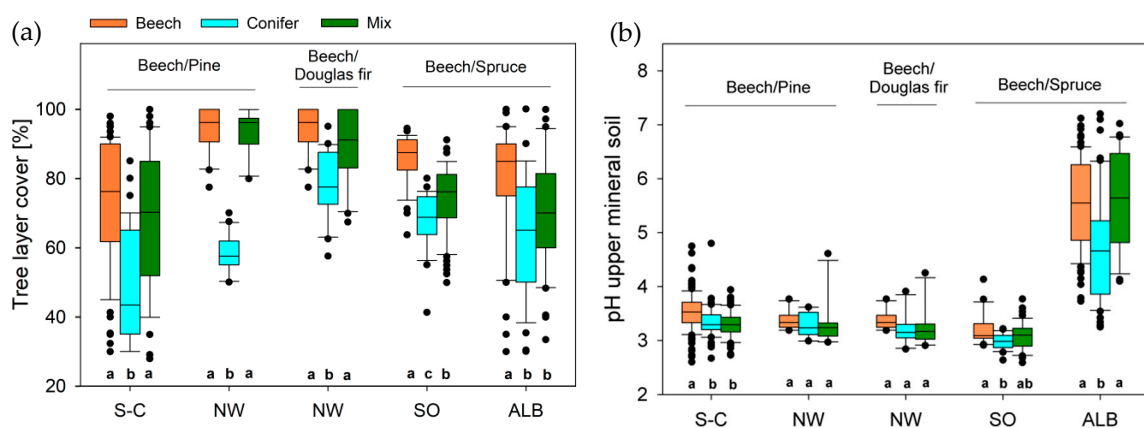 Beech Conifer Mix
(a)
Beech/Pine
Beech/
Douglas fir
Beech/Spruce
Tree layer cover [%]
100
80
60
40
20
a b a a b a a b a a c b a b b
S-C NW NW SO ALB
(b)
Beech/Pine
Beech/
Douglas fir
Beech/Spruce
pH upper mineral soil
8
7
6
5
4
3
2
a b b a a a a a a a b ab a b a
S-C NW NW SO ALB